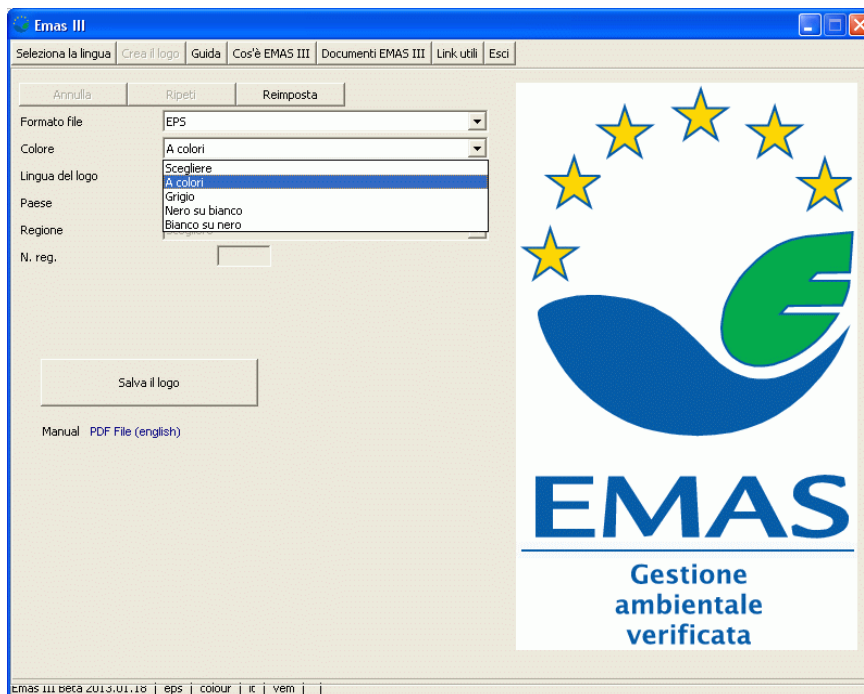 Emas III
Seleziona la lingua Crea il logo Guida Cos'è EMAS III Documenti EMAS III Link utili Esci
Annulla Ripeti Reimposta
Formato file EPS
Colore A colori
Scegliere
Lingua del logo A colori
Grigio
Paese Nero su bianco
Bianco su nero
Regione Scegliere
N. reg.
Salva il logo
Manual PDF File (english)
EMAS
Gestione
ambientale
verificata
Emas III Beta 2013.01.18 | eps | colour | it | vem | |